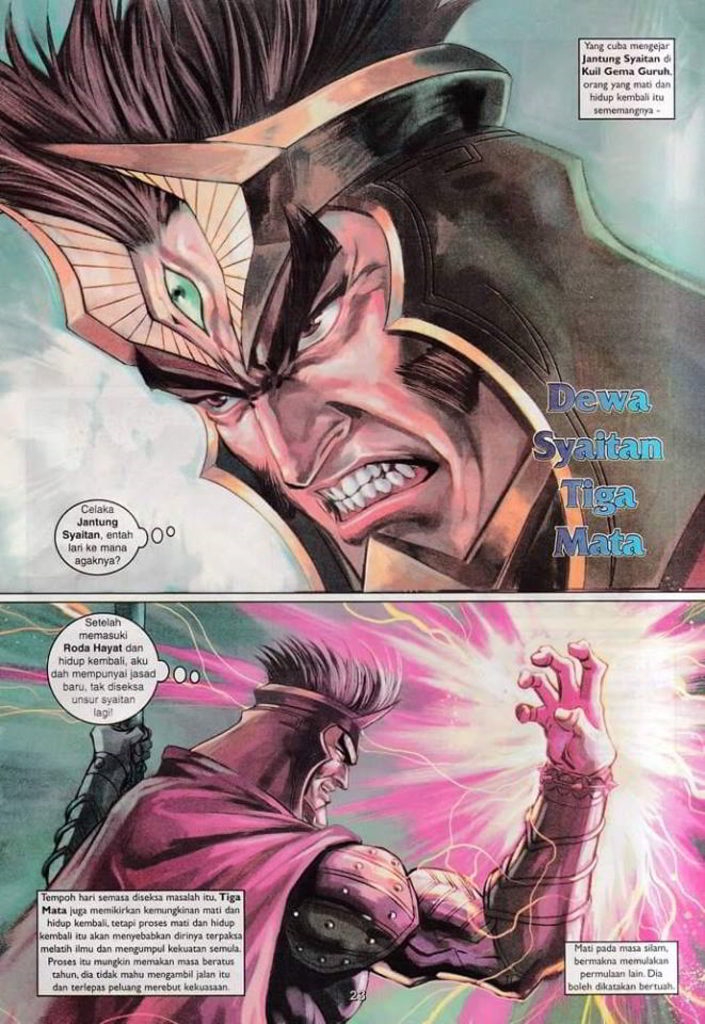 Yang cuba mengejar
Jantung Syaitan di
Kuil Gema Guruh,
orang yang mati dan
hidup kembali itu
sememangnya -
Dewa
Syaitan
Tiga
Mata
Celaka
Jantung
Syaitan, entah
lari ke mana
agaknya?
Setelah
memasuki
Roda Hayat dan
hidup kembali, aku
dah mempunyai jasad
baru, tak diseksa
unsur syaitan
lagi!
Tempoh hari semasa diseksa masalah itu, Tiga
Mata juga memikirkan kemungkinan mati dan
hidup kembali, tetapi proses mati dan hidup
kembali itu akan menyebabkan dirinya terpaksa
melatih ilmu dan mengumpul kekuatan semula.
Proses itu mungkin memakan masa beratus
tahun, dia tidak mahu mengambil jalan itu
dan terlepas peluang merebut kekuasaan.
Mati pada masa silam,
bermakna memulakan
permulaan lain. Dia
boleh dikatakan bertuah.
23